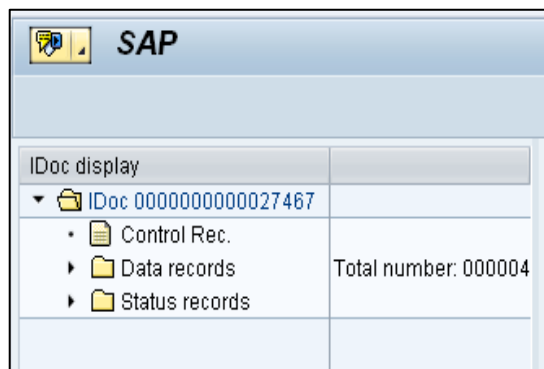 SAP
IDoc display
IDoc 0000000000027467
Control Rec.
Data records Total number: 000004
Status records